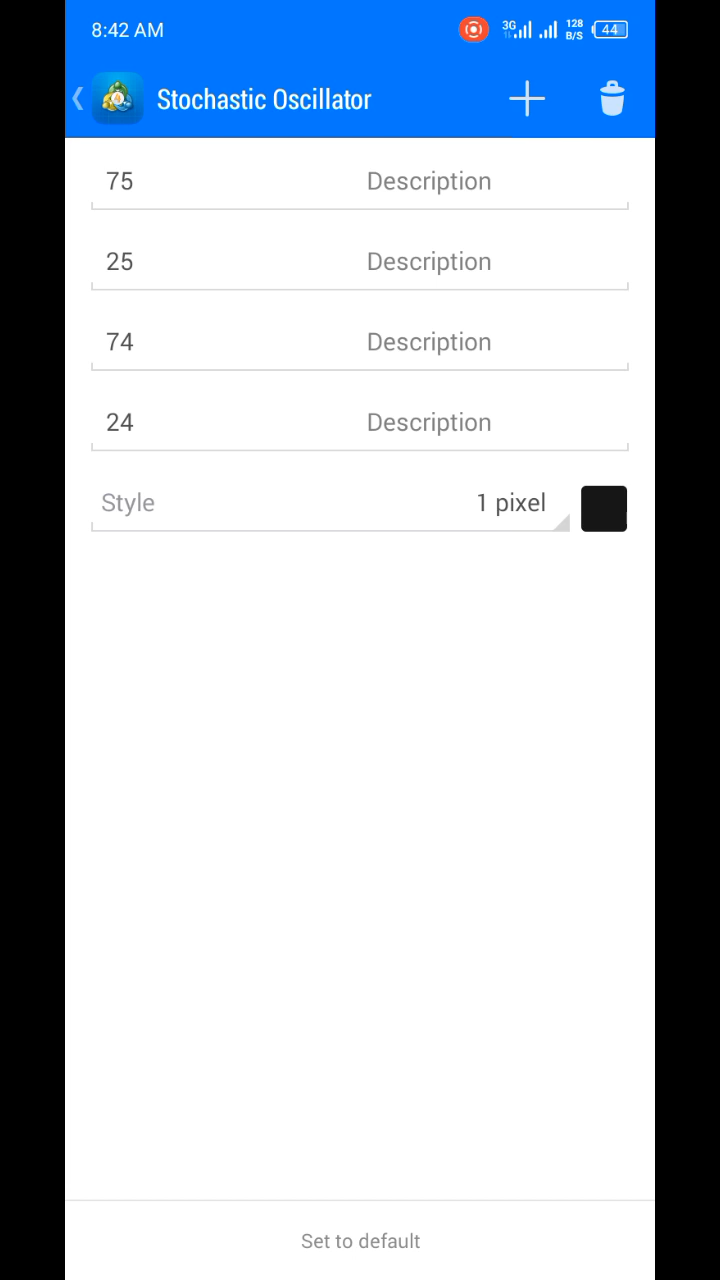 8:42 AM
3G
128
B/S
44
Stochastic Oscillator
75 Description
25 Description
74 Description
24 Description
Style 1 pixel
Set to default